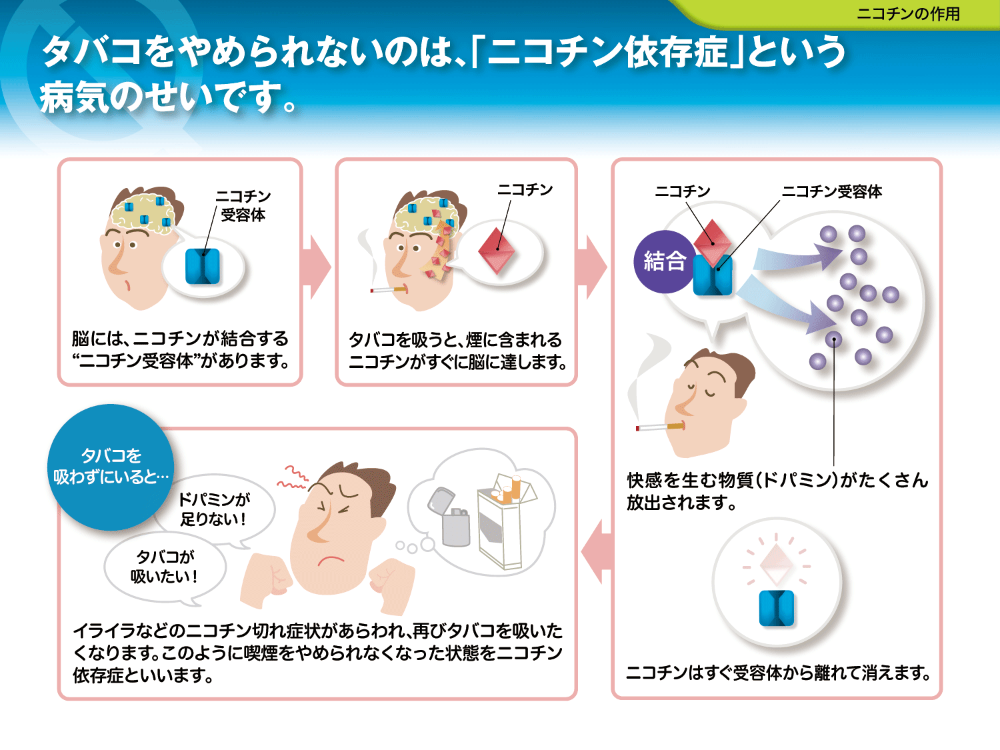 ニコチンの作用
タバコをやめられないのは、「ニコチン依存症」という
病気のせいです。
ニコチン
受容体
脳には、ニコチンが結合する
“ニコチン受容体”があります。
ニコチン
タバコを吸うと、煙に含まれる
ニコチンがすぐに脳に達します。
ニコチン
ニコチン受容体
結合
快感を生む物質(ドパミン)がたくさん
放出されます。
ニコチンはすぐ受容体から離れて消えます。
タバコを
吸わずにいると…
ドパミンが
足りない!
タバコが
吸いたい!
イライラなどのニコチン切れ症状があらわれ、再びタバコを吸いた
くなります。このように喫煙をやめられなくなった状態をニコチン
依存症といいます。